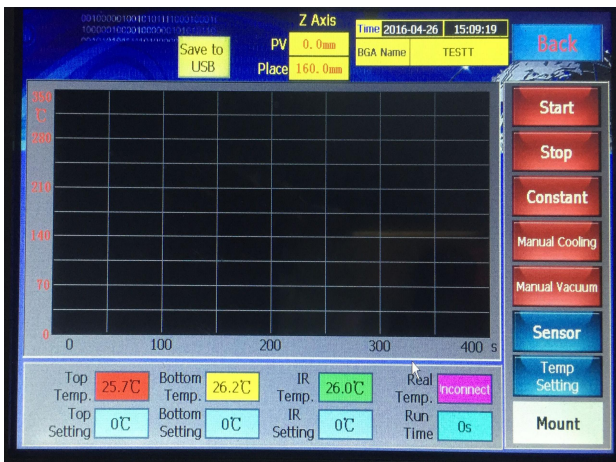 Z Axis
Save to
USB
PV 0.0mm
Place 160.0mm
Time 2016-04-26 15:09:19
BGA Name TESTT
Back
℃
280
210
140
70
0
0 100 200 300 400 s
Start
Stop
Constant
Manual Cooling
Manual Vacuum
Sensor
Temp
Setting
Mount
Top
Temp. 25.7℃
Bottom
Temp. 26.2℃
IR
Temp. 26.0℃
Real
Temp. nconnect
Top
Setting 0℃
Bottom
Setting 0℃
IR
Setting 0℃
Run
Time 0s